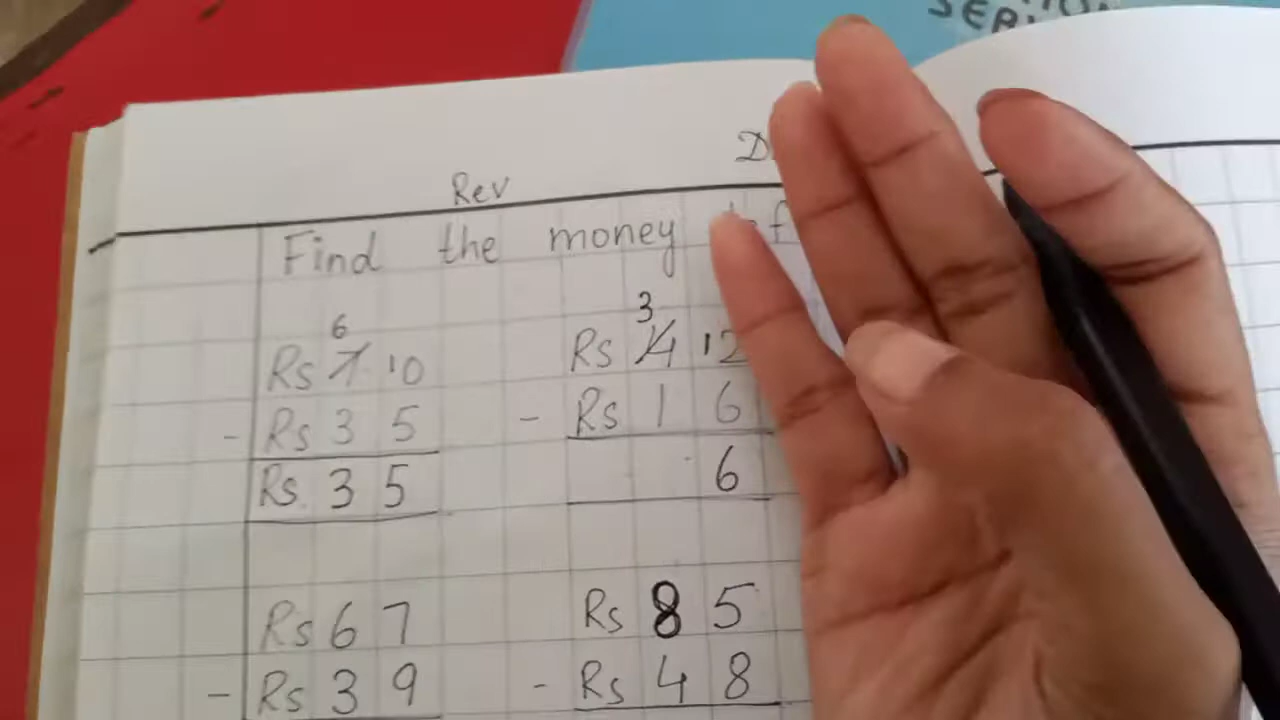 SER
D
Rev
Find the money
6 3
Rs 7 10 Rs 4 12
- Rs 3 5 - Rs 1 6
Rs. 3 5 6
Rs 6 7 Rs 8 5
- Rs 3 9 - Rs 4 8